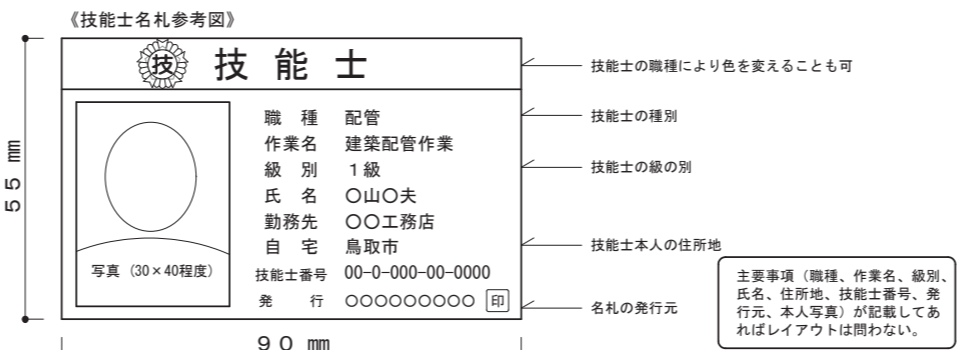 《技能士名札参考図》
技 技 能 士
職 種 配管
作業名 建築配管作業
級 別 1級
氏 名 〇山〇夫
勤務先 〇〇工務店
自 宅 鳥取市
技能士番号 00-0-000-00-0000
発 行 〇〇〇〇〇〇〇〇〇 印
写真(30×40程度)
55 mm
90 mm
技能士の職種により色を変えることも可
技能士の種別
技能士の級の別
技能士本人の住所地
名札の発行元
主要事項(職種、作業名、級別、
氏名、住所地、技能士番号、発
行元、本人写真)が記載してあ
ればレイアウトは問わない。